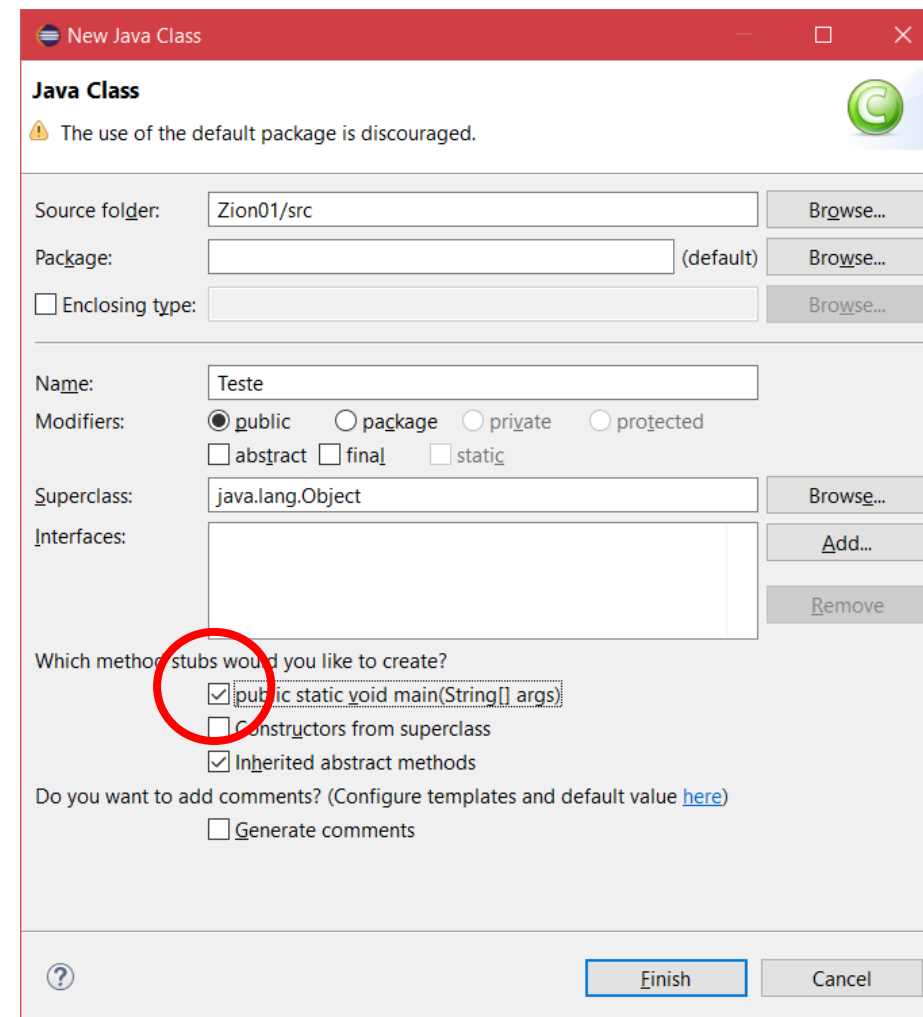 New Java Class
Java Class
The use of the default package is discouraged.
Source folder: Zion01/src Browse...
Package: (default) Browse...
Enclosing type: Browse...
Name: Teste
Modifiers: public package private protected
abstract final static
Superclass: java.lang.Object Browse...
Interfaces: Add...
Remove
Which method stubs would you like to create?
public static void main(String[] args)
Constructors from superclass
Inherited abstract methods
Do you want to add comments? (Configure templates and default value here)
Generate comments
? Finish Cancel